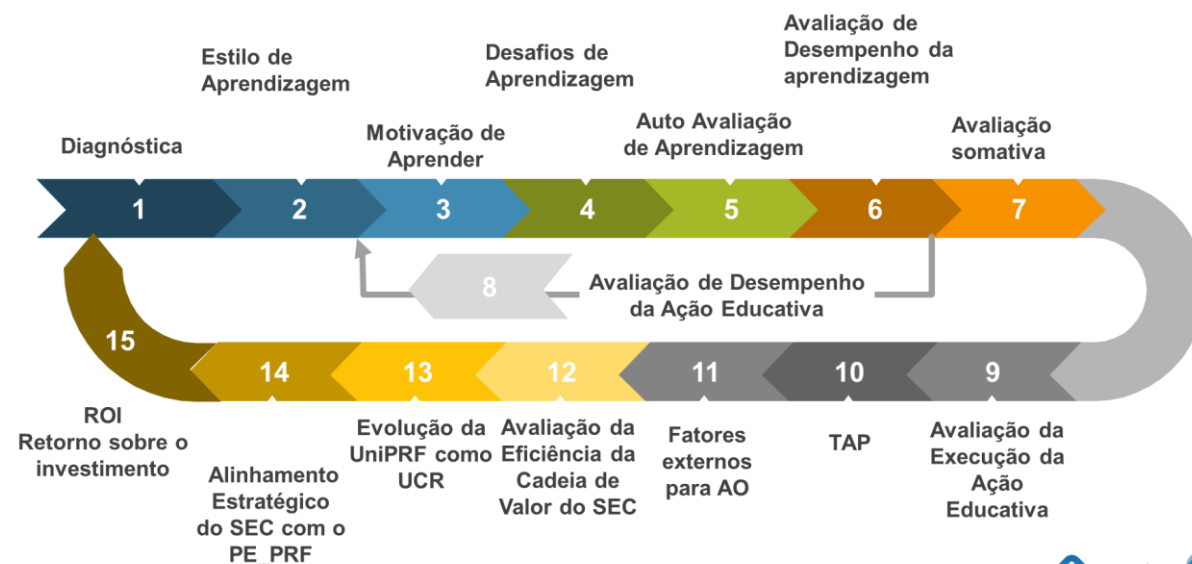 Diagnóstica
1
Estilo de
Aprendizagem
2
Motivação de
Aprender
3
Desafios de
Aprendizagem
4
Auto Avaliação
de Aprendizagem
5
Avaliação de
Desempenho da
aprendizagem
6
Avaliação
somativa
7
8
Avaliação de Desempenho
da Ação Educativa
9
Avaliação da
Execução da
Ação
Educativa
10
TAP
11
Fatores
externos
para AO
12
Avaliação da
Eficiência da
Cadeia de
Valor do SEC
13
Evolução da
UniPRF como
UCR
14
Alinhamento
Estratégico
do SEC com o
PE_PRF
15
ROI
Retorno sobre o
investimento